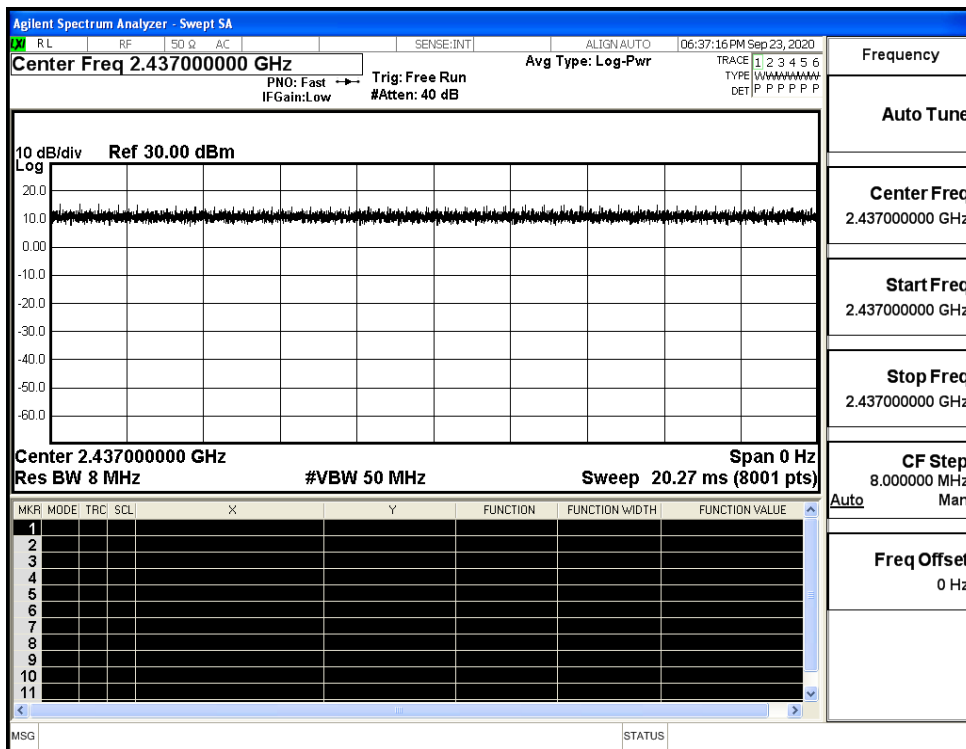 Agilent Spectrum Analyzer - Swept SA
LXI RL RF 50 Ω AC SENSE:INT ALIGN AUTO 06:37:16 PM Sep 23, 2020
Center Freq 2.437000000 GHz
PNO: Fast
IFGain:Low
Trig: Free Run
#Atten: 40 dB
Avg Type: Log-Pwr
TRACE 1 2 3 4 5 6
TYPE WWWWWW
DET P P P P P P
10 dB/div Ref 30.00 dBm
Log
20.0
10.0
0.00
-10.0
-20.0
-30.0
-40.0
-50.0
-60.0
Center 2.437000000 GHz Span 0 Hz
Res BW 8 MHz #VBW 50 MHz Sweep 20.27 ms (8001 pts)
MKR MODE TRC SCL X Y FUNCTION FUNCTION WIDTH FUNCTION VALUE
1
2
3
4
5
6
7
8
9
10
11
MSG STATUS
Frequency
Auto Tune
Center Freq
2.437000000 GHz
Start Freq
2.437000000 GHz
Stop Freq
2.437000000 GHz
CF Step
8.000000 MHz
Auto Man
Freq Offset
0 Hz